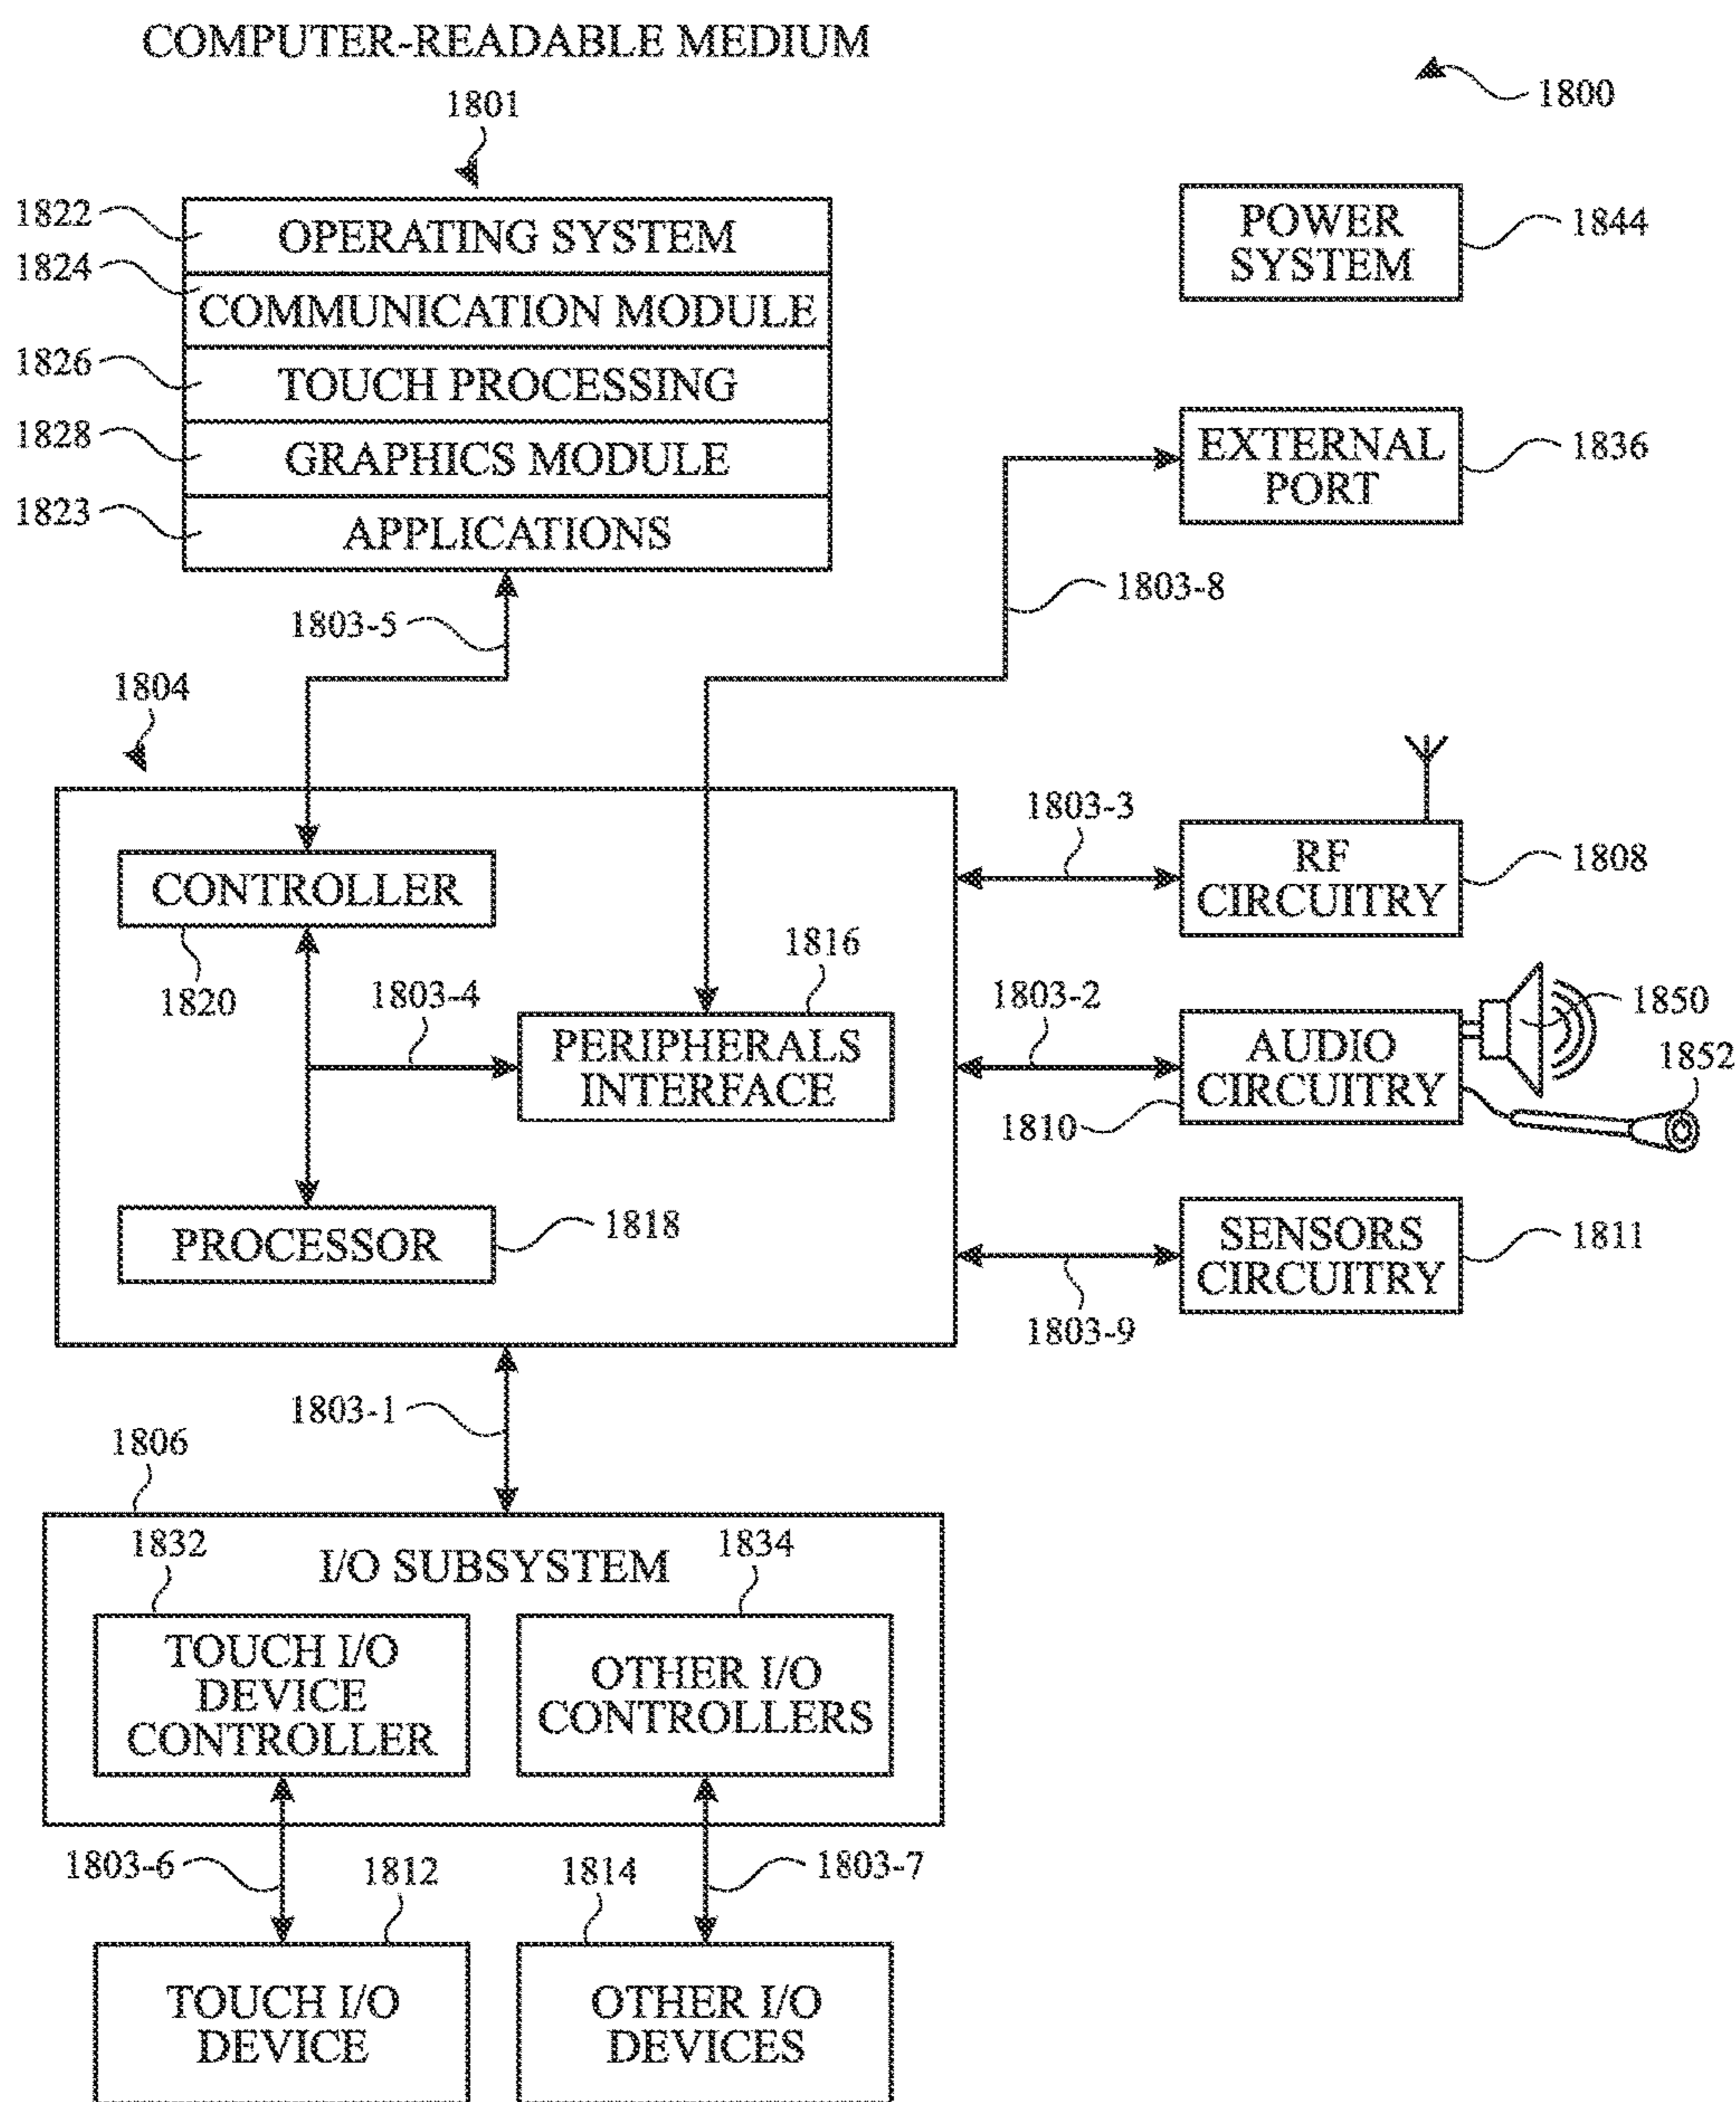 COMPUTER-READABLE MEDIUM
1800
1801
1822
OPERATING SYSTEM
1824
COMMUNICATION MODULE
1826
TOUCH PROCESSING
1828
GRAPHICS MODULE
1823
APPLICATIONS
POWER
SYSTEM
1844
EXTERNAL
PORT
1836
1803-5
1803-8
1804
CONTROLLER
1820
1803-4
1816
PERIPHERALS
INTERFACE
PROCESSOR
1818
1803-3
RF
CIRCUITRY
1808
1803-2
AUDIO
CIRCUITRY
1810
1850
1852
SENSORS
CIRCUITRY
1811
1803-9
1803-1
1806
I/O SUBSYSTEM
1832
TOUCH I/O
DEVICE
CONTROLLER
1834
OTHER I/O
CONTROLLERS
1803-6
1812
1814
1803-7
TOUCH I/O
DEVICE
OTHER I/O
DEVICES